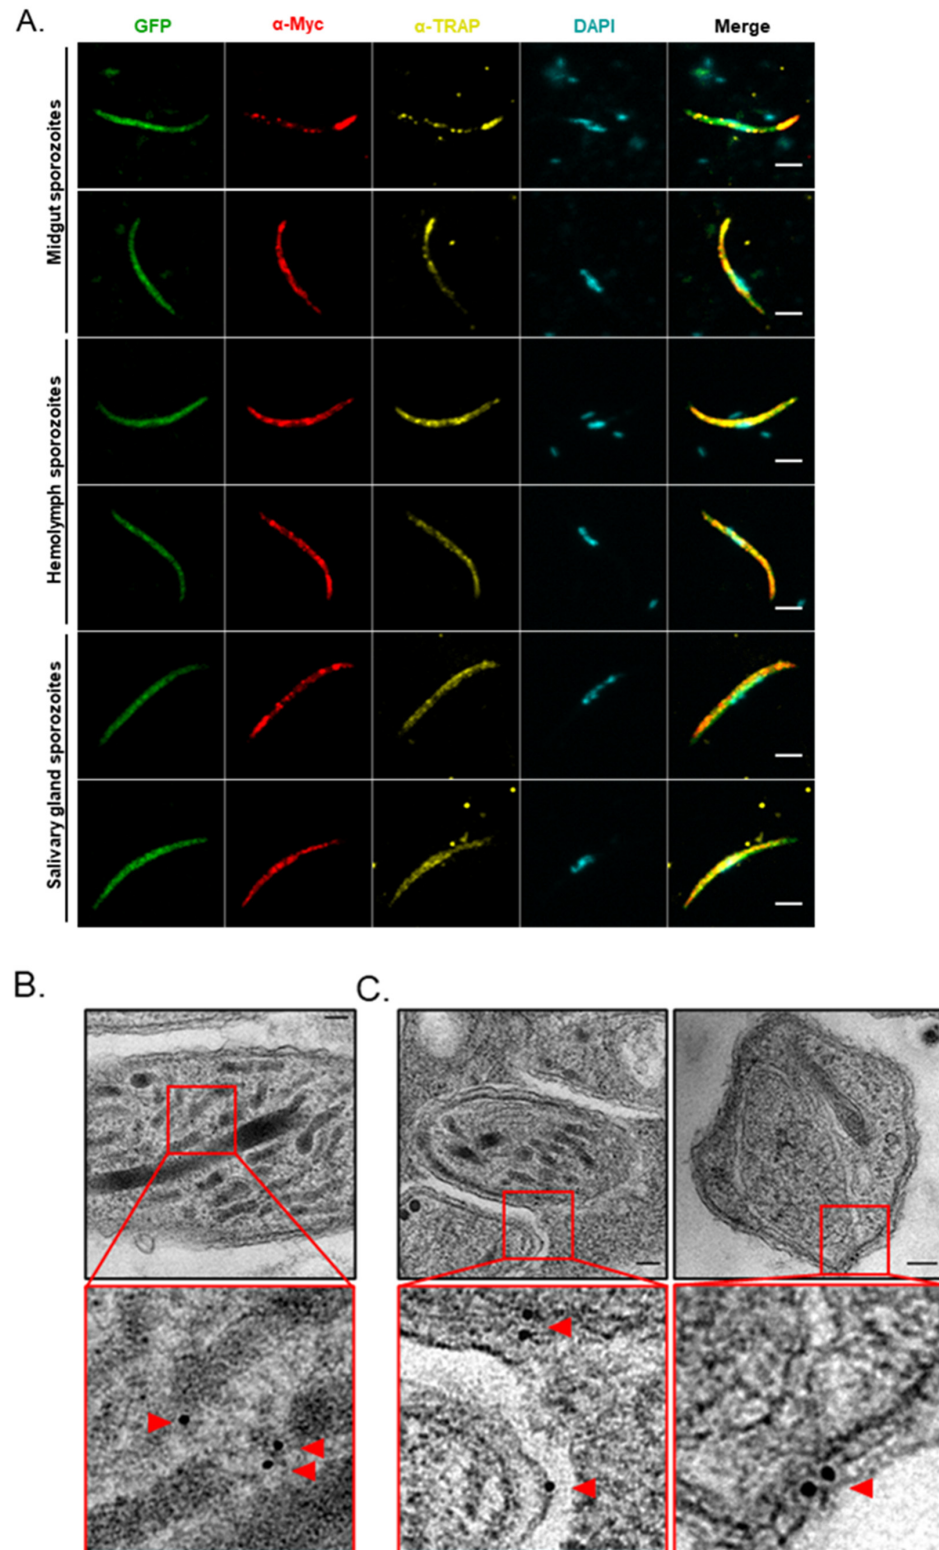 A.
GFP α-Myc α-TRAP DAPI Merge
Midgut sporozoites
Hemolymph sporozoites
Salivary gland sporozoites
B.
C.